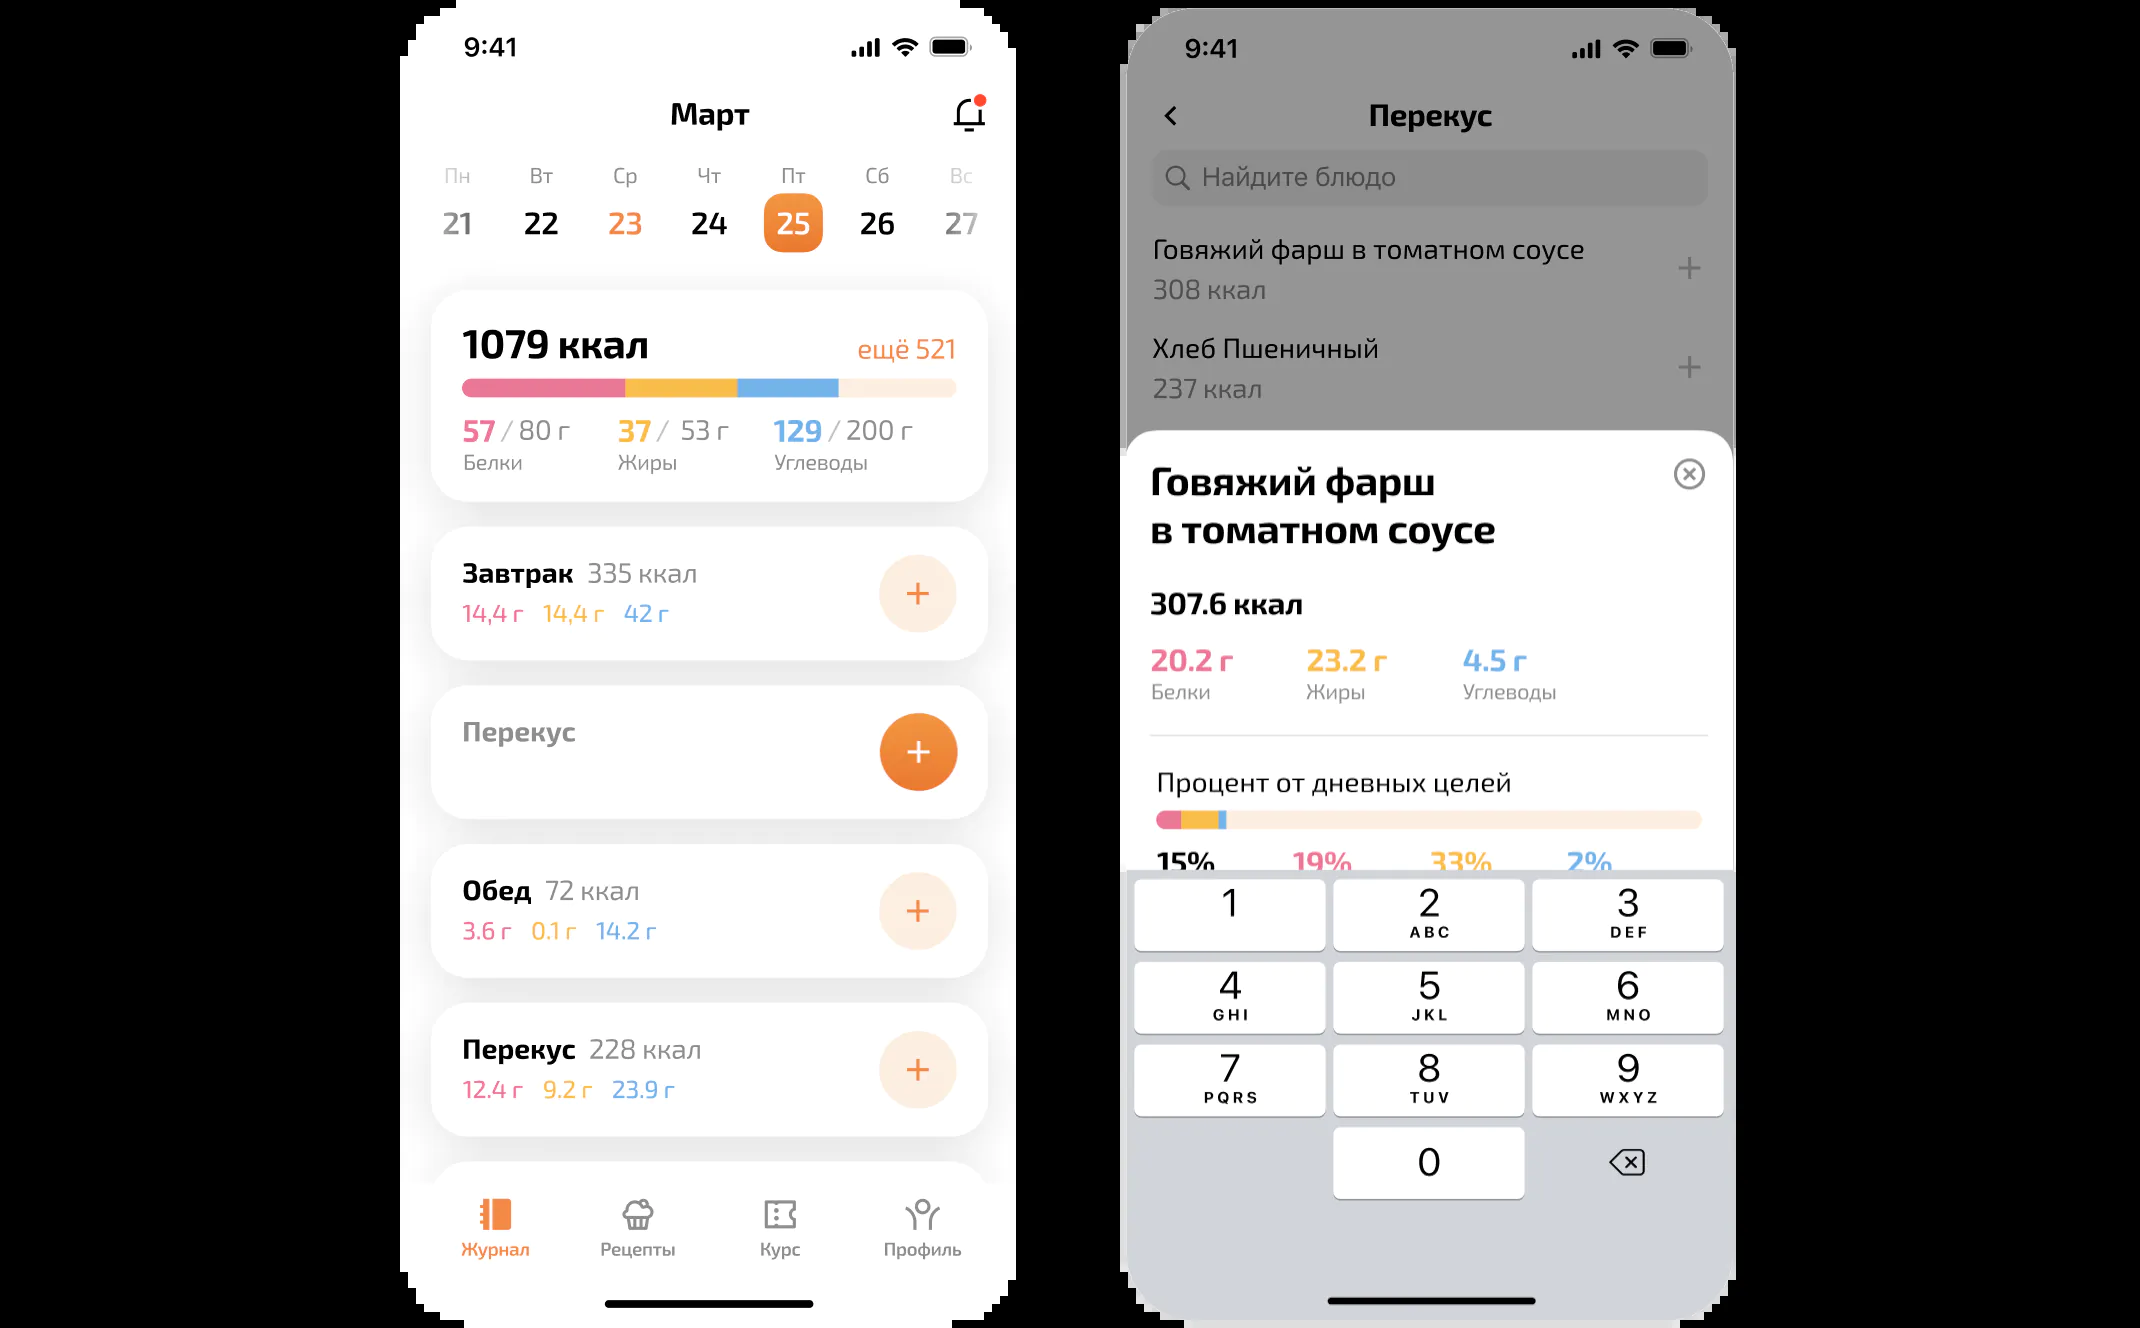 9:41
Март
Пн Вт Ср Чт Пт Сб Вс
21 22 23 24 25 26 27
1079 ккал ещё 521
57 / 80 г 37 / 53 г 129 / 200 г
Белки Жиры Углеводы
Завтрак 335 ккал
14,4 г 14,4 г 42 г
+
Перекус
+
Обед 72 ккал
3.6 г 0.1 г 14.2 г
+
Перекус 228 ккал
12.4 г 9.2 г 23.9 г
+
Журнал Рецепты Курс Профиль
9:41
Перекус
Найдите блюдо
Говяжий фарш в томатном соусе
308 ккал
+
Хлеб Пшеничный
237 ккал
+
Говяжий фарш
в томатном соусе
307.6 ккал
20.2 г 23.2 г 4.5 г
Белки Жиры Углеводы
Процент от дневных целей
15% 19% 33% 2%
1 2 3
ABC DEF
4 5 6
GHI JKL MNO
7 8 9
PQRS TUV WXYZ
0